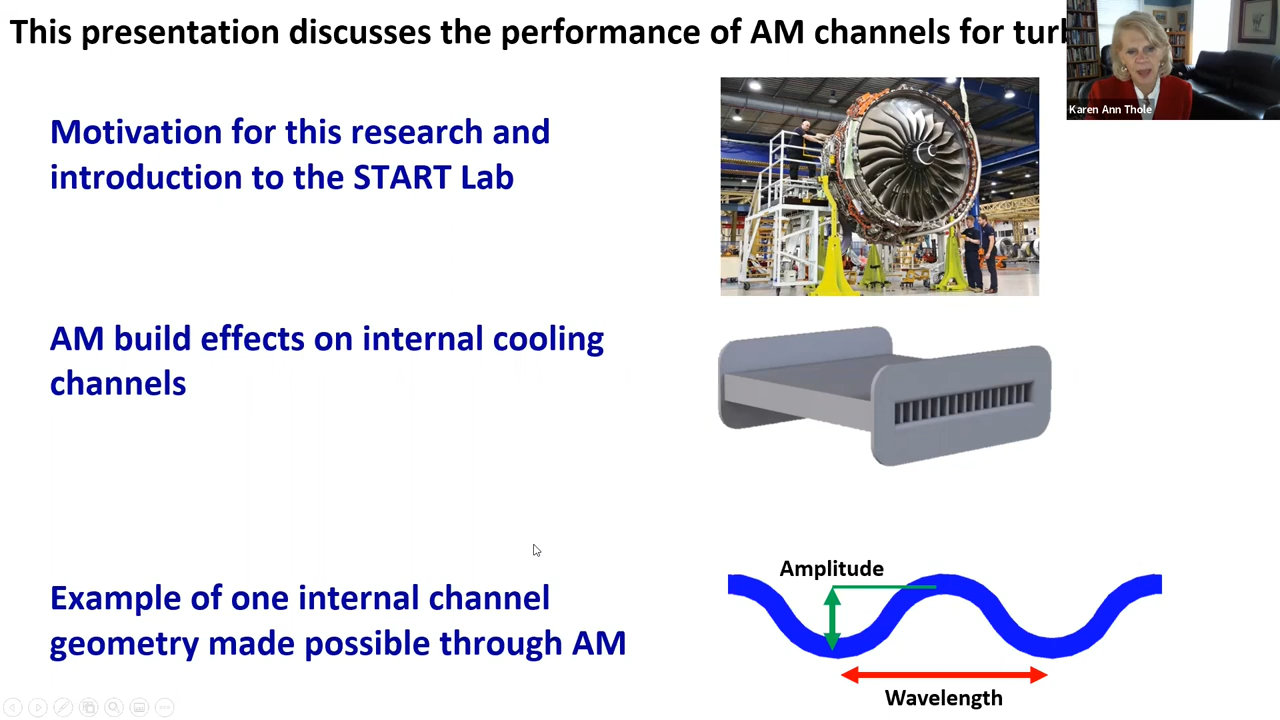 This presentation discusses the performance of AM channels for
Karen Ann Thole
Motivation for this research and
introduction to the START Lab
AM build effects on internal cooling
channels
Amplitude
Example of one internal channel
geometry made possible through AM
Wavelength